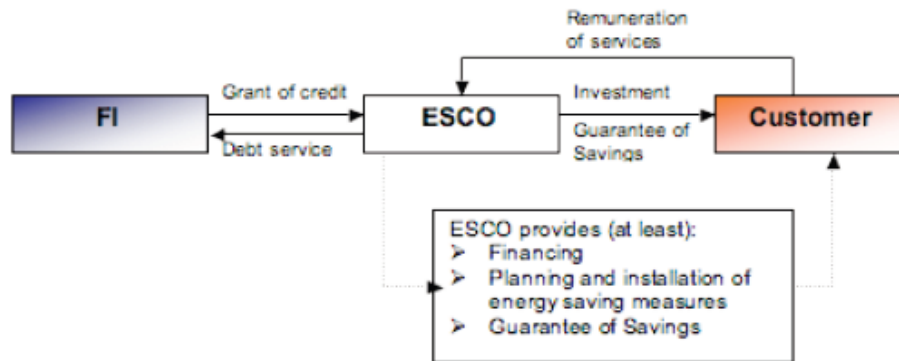 Remuneration
of services
Grant of credit
Investment
FI
ESCO
Customer
Debt service
Guarantee of
Savings
ESCO provides (at least):
➢ Financing
➢ Planning and installation of
energy saving measures
➢ Guarantee of Savings